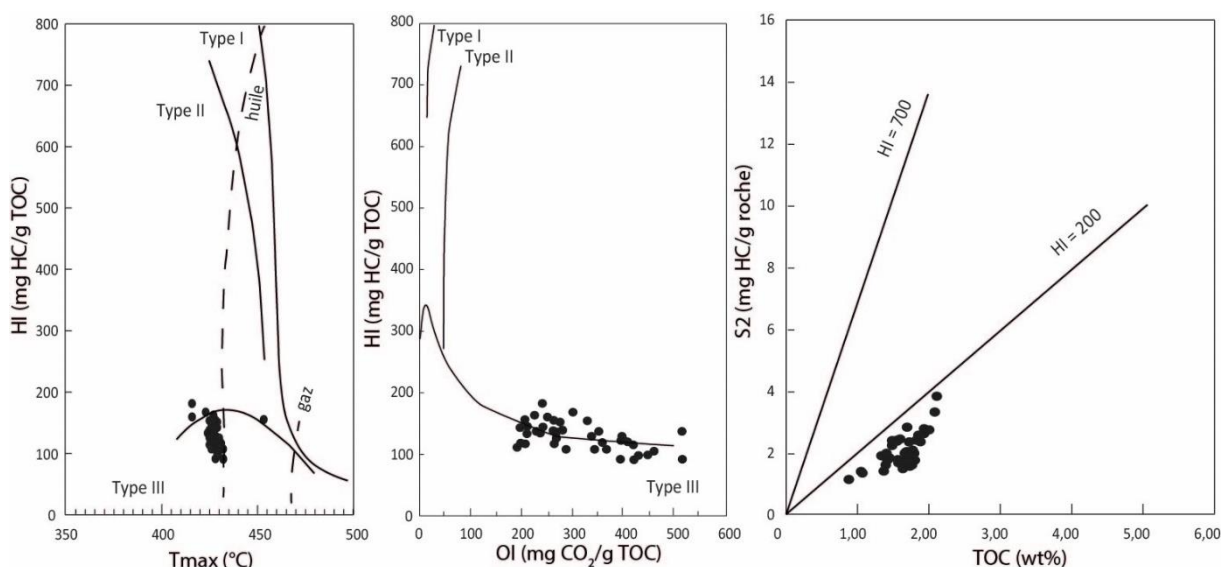 800
700
600
500
400
300
200
100
HI (mg HC/g TOC)
Type I
Type II
huile
gaz
Type III
350
400
450
500
Tmax (°C)
800
700
600
500
400
300
200
100
HI (mg HC/g TOC)
Type I
Type II
Type III
0
100
200
300
400
500
600
OI (mg CO2/g TOC)
16
14
12
10
8
6
4
2
0
S2 (mg HC/g roche)
HI = 700
HI = 200
0
1,00
2,00
3,00
4,00
5,00
6,00
TOC (wt%)